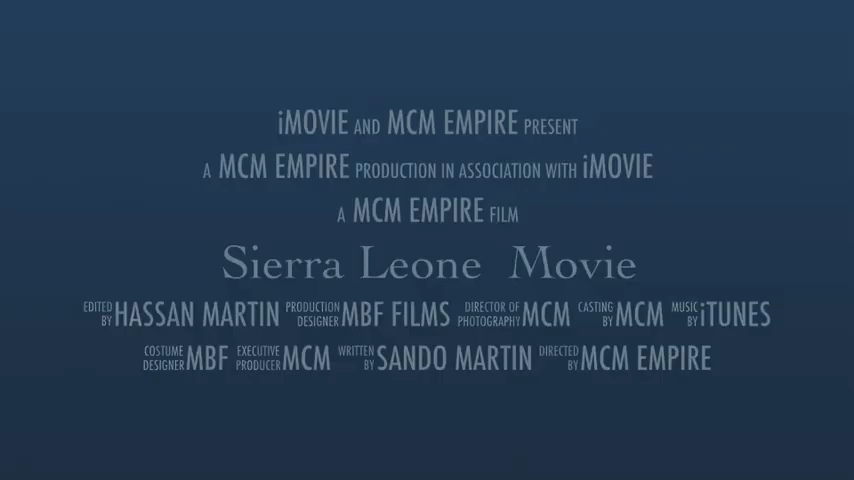 iMOVIE AND MCM EMPIRE PRESENT
A MCM EMPIRE PRODUCTION IN ASSOCIATION WITH iMOVIE
A MCM EMPIRE FILM
Sierra Leone Movie
EDITED BY HASSAN MARTIN PRODUCTION DESIGNER MBF FILMS DIRECTOR OF PHOTOGRAPHY MCM CASTING BY MCM MUSIC BY iTUNES
COSTUME DESIGNER MBF EXECUTIVE PRODUCER MCM WRITTEN BY SANDO MARTIN DIRECTED BY MCM EMPIRE